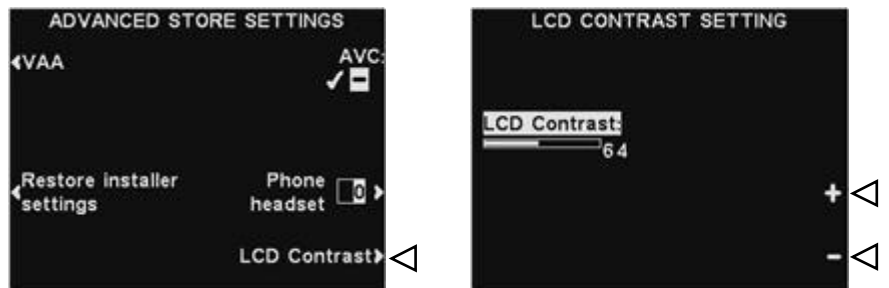 ADVANCED STORE SETTINGS
VAA
AVC:
Restore installer
settings
Phone
headset
0
LCD Contrast
LCD CONTRAST SETTING
LCD Contrast:
64
+
-